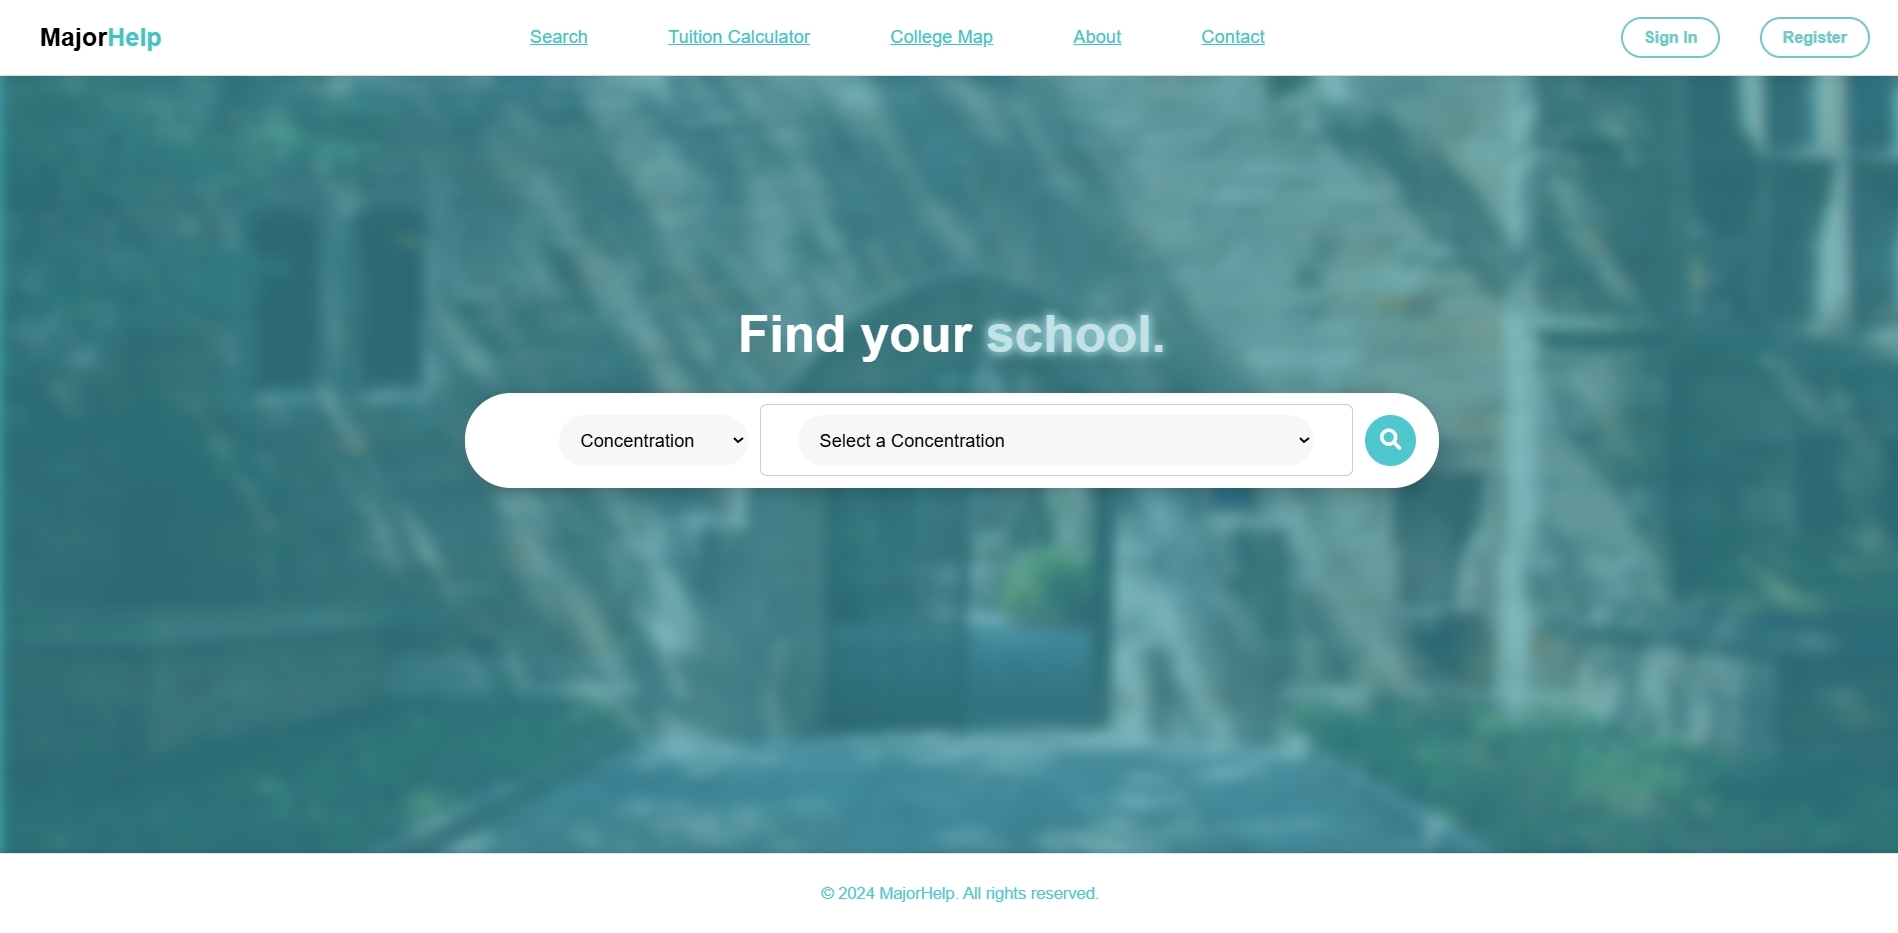 MajorHelp
Search
Tuition Calculator
College Map
About
Contact
Sign In
Register
Find your school.
Concentration
Select a Concentration
© 2024 MajorHelp. All rights reserved.